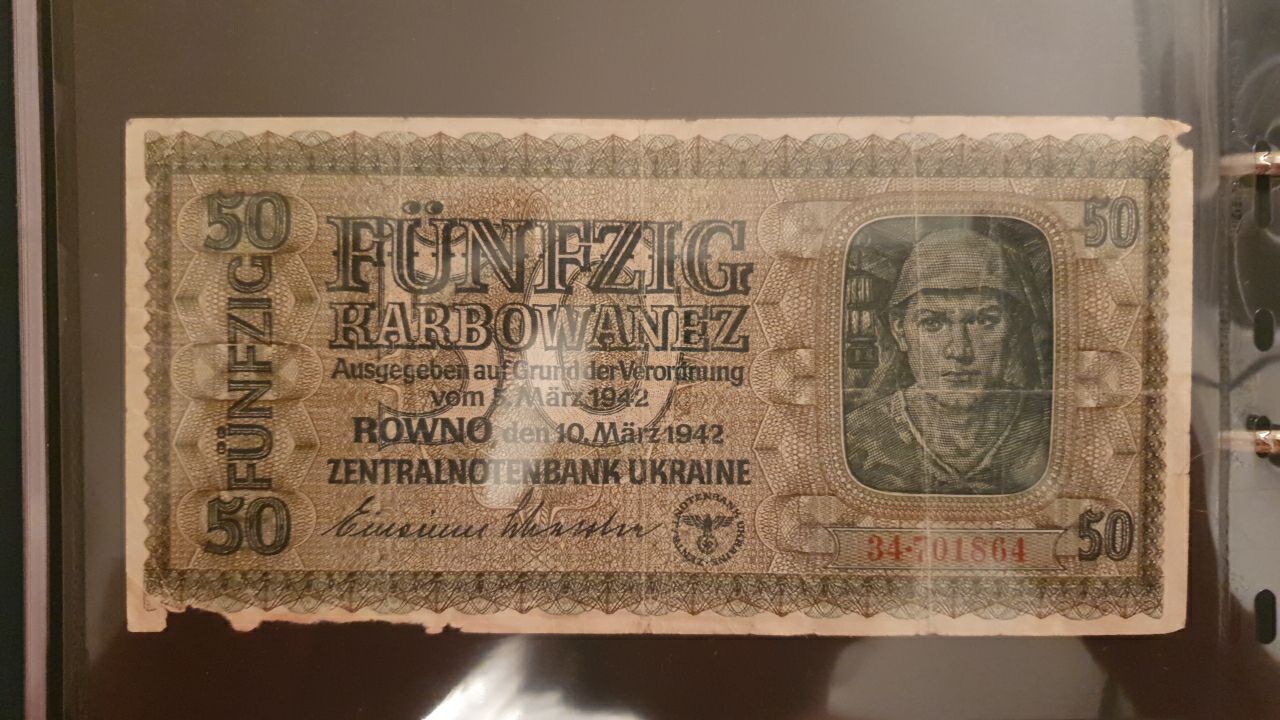 50
50
FÜNFZIG
FÜNFZIG
KARBOWANEZ
Ausgegeben auf Grund der Verordnung
vom 5. März 1942
ROWNO, den 10. März 1942
ZENTRALNOTENBANK UKRAINE
50
34·701864
50
50